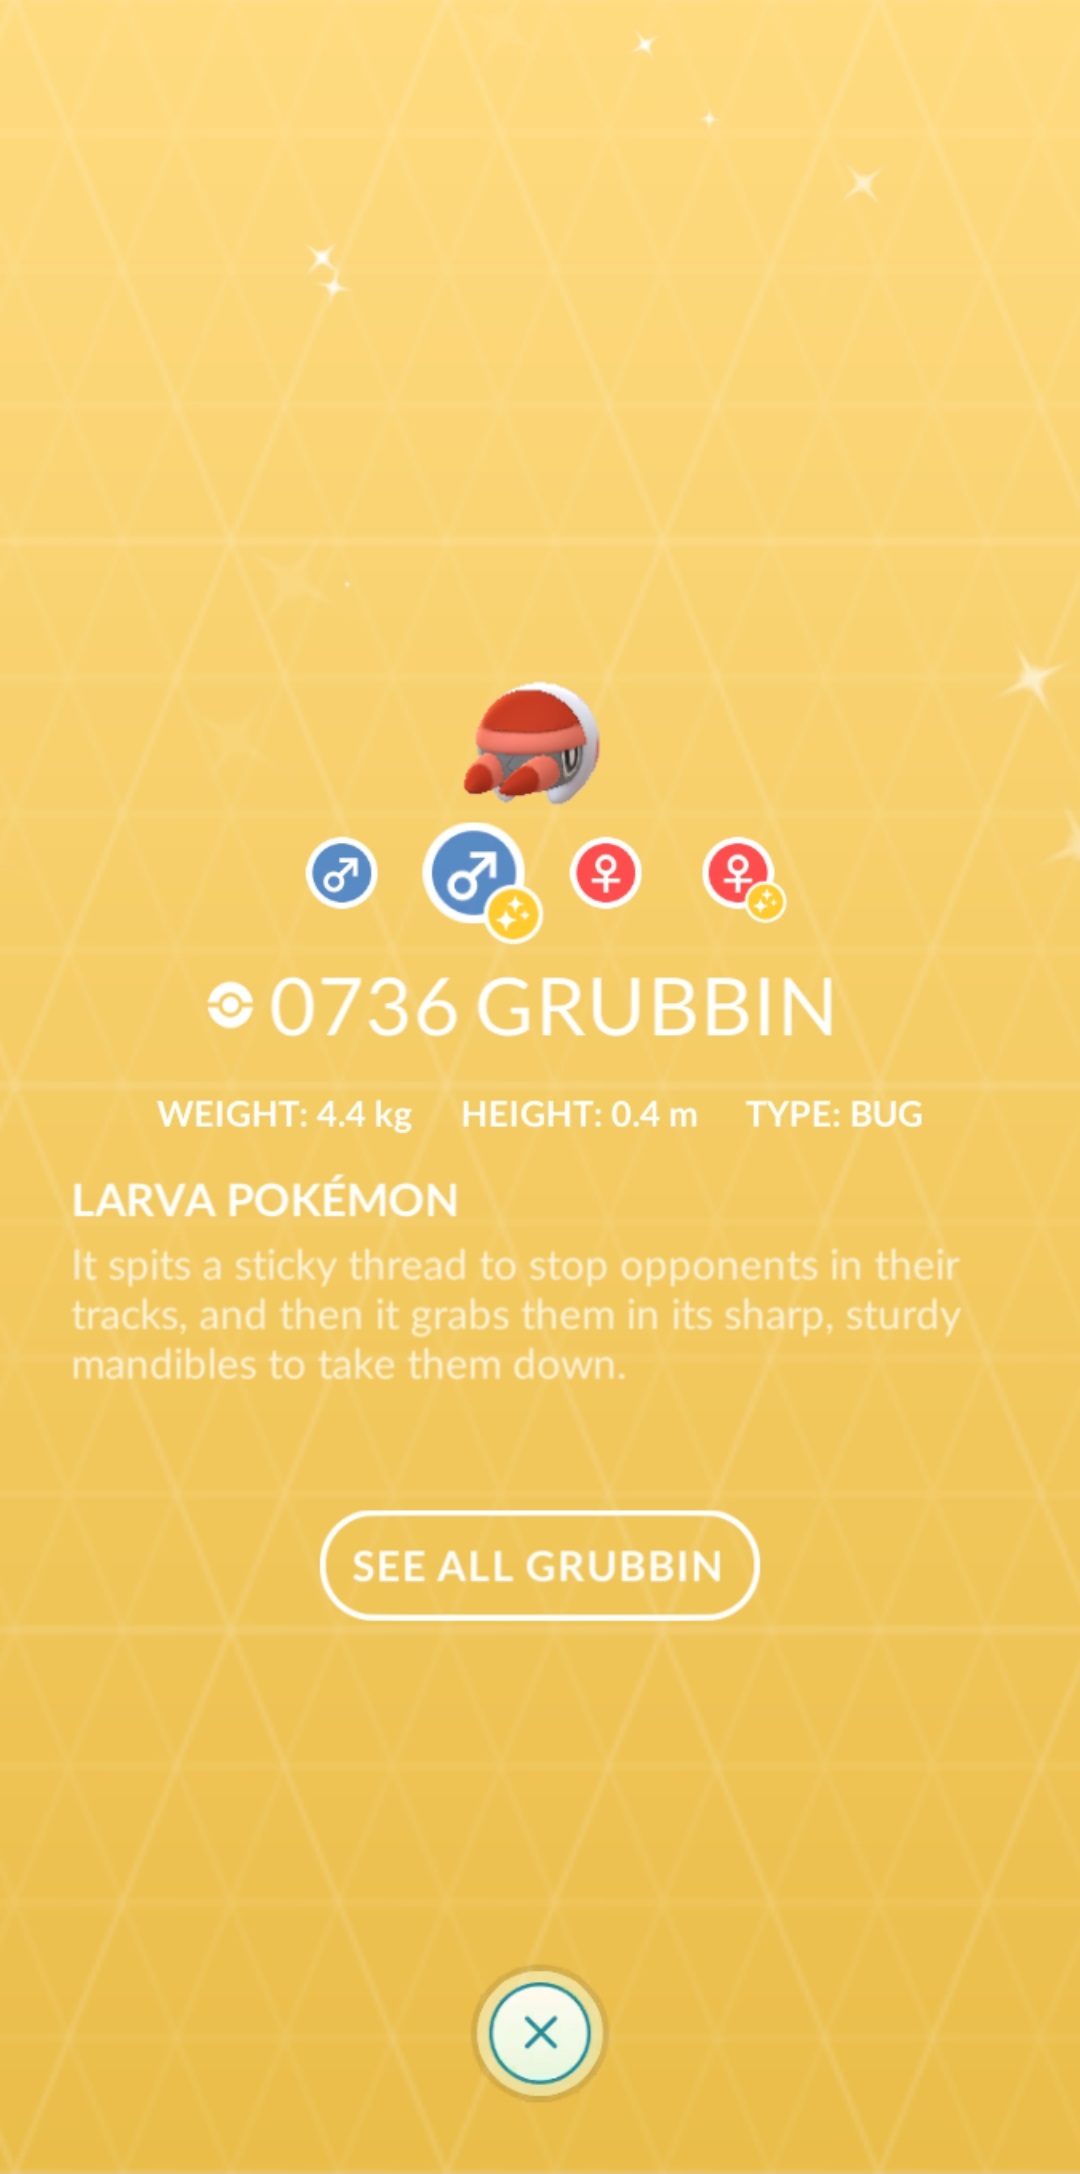 0736 GRUBBIN
WEIGHT: 4.4 kg HEIGHT: 0.4 m TYPE: BUG
LARVA POKÉMON
It spits a sticky thread to stop opponents in their
tracks, and then it grabs them in its sharp, sturdy
mandibles to take them down.
SEE ALL GRUBBIN